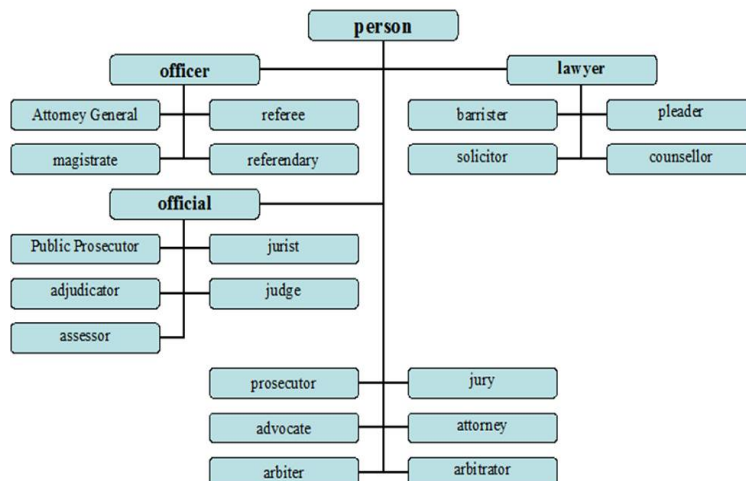 person
officer
lawyer
Attorney General
referee
barrister
pleader
magistrate
referendary
solicitor
counsellor
official
Public Prosecutor
jurist
adjudicator
judge
assessor
prosecutor
jury
advocate
attorney
arbiter
arbitrator